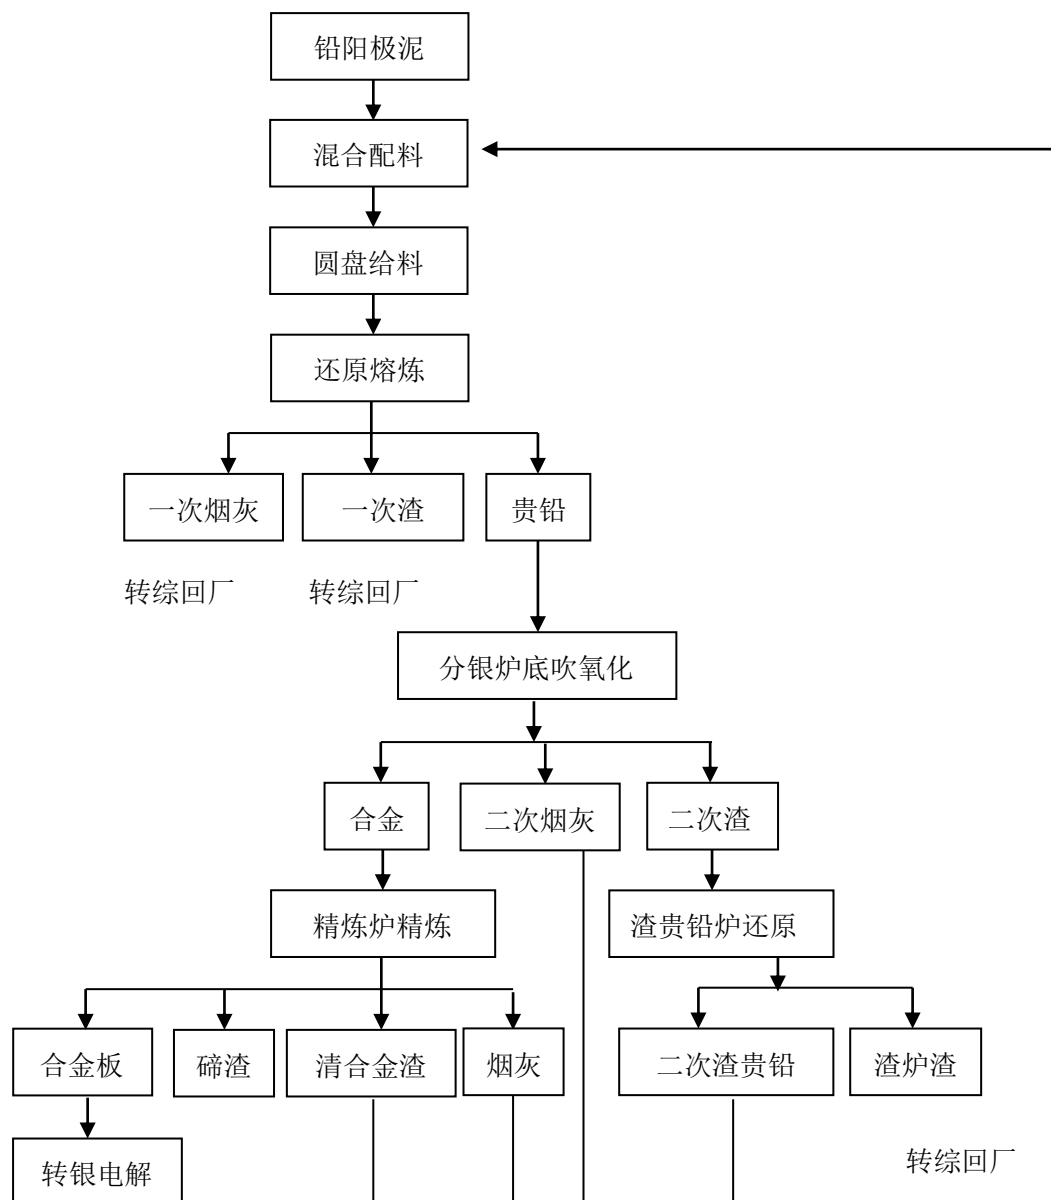 铅阳极泥
混合配料
圆盘给料
还原熔炼
一次烟灰
一次渣
贵铅
转综回厂
转综回厂
分银炉底吹氧化
合金
二次烟灰
二次渣
精炼炉精炼
渣贵铅炉还原
合金板
碲渣
清合金渣
烟灰
二次渣贵铅
渣炉渣
转银电解
转综回厂